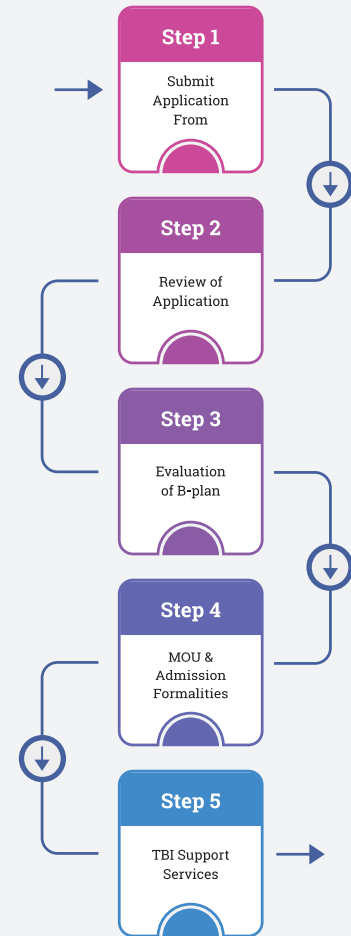 Step 1
Submit
Application
From
Step 2
Review of
Application
Step 3
Evaluation
of B-plan
Step 4
MOU &
Admission
Formalities
Step 5
TBI Support
Services